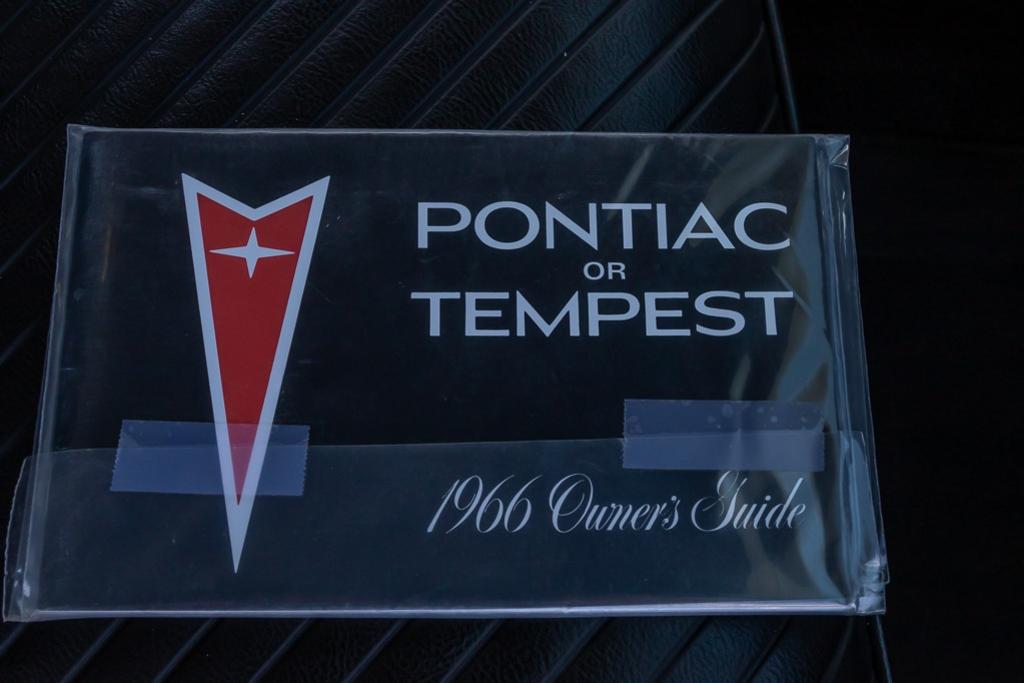 PONTIAC
OR
TEMPEST
1966 Owner's Guide